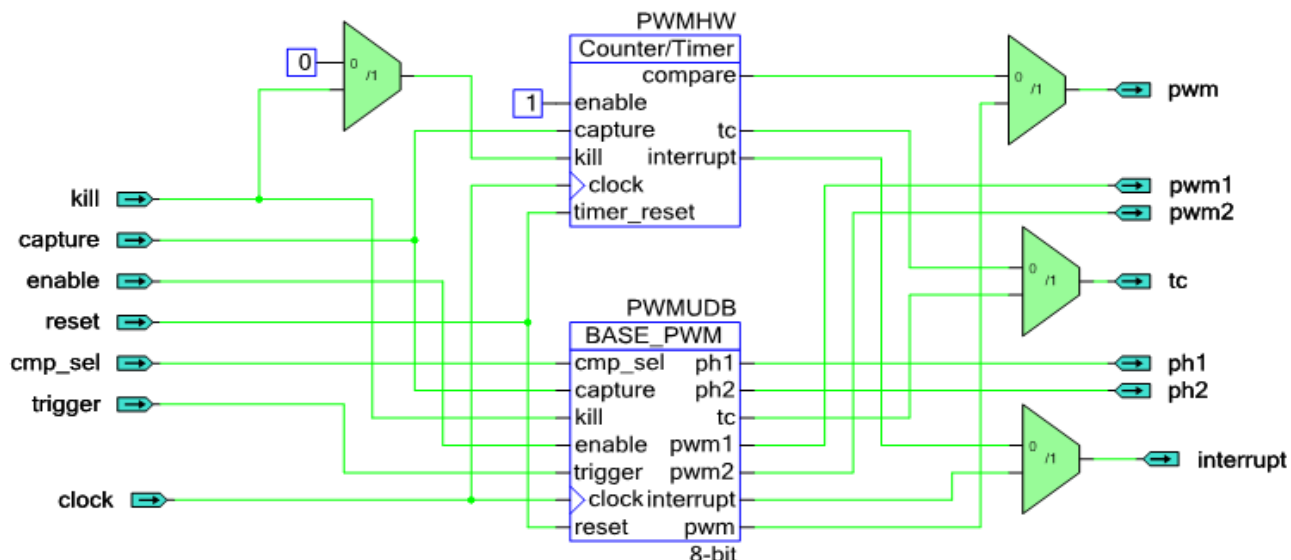 PWMHW
Counter/Timer
0
0
/1
compare
0
/1
pwm
1
enable
capture
tc
kill
interrupt
kill
clock
pwm1
timer_reset
pwm2
capture
enable
0
/1
tc
reset
PWMUDB
BASE_PWM
cmp_sel
cmp_sel
ph1
ph1
capture
ph2
ph2
trigger
kill
tc
enable
pwm1
0
/1
interrupt
trigger
pwm2
clock
clock
interrupt
reset
pwm
8-bit